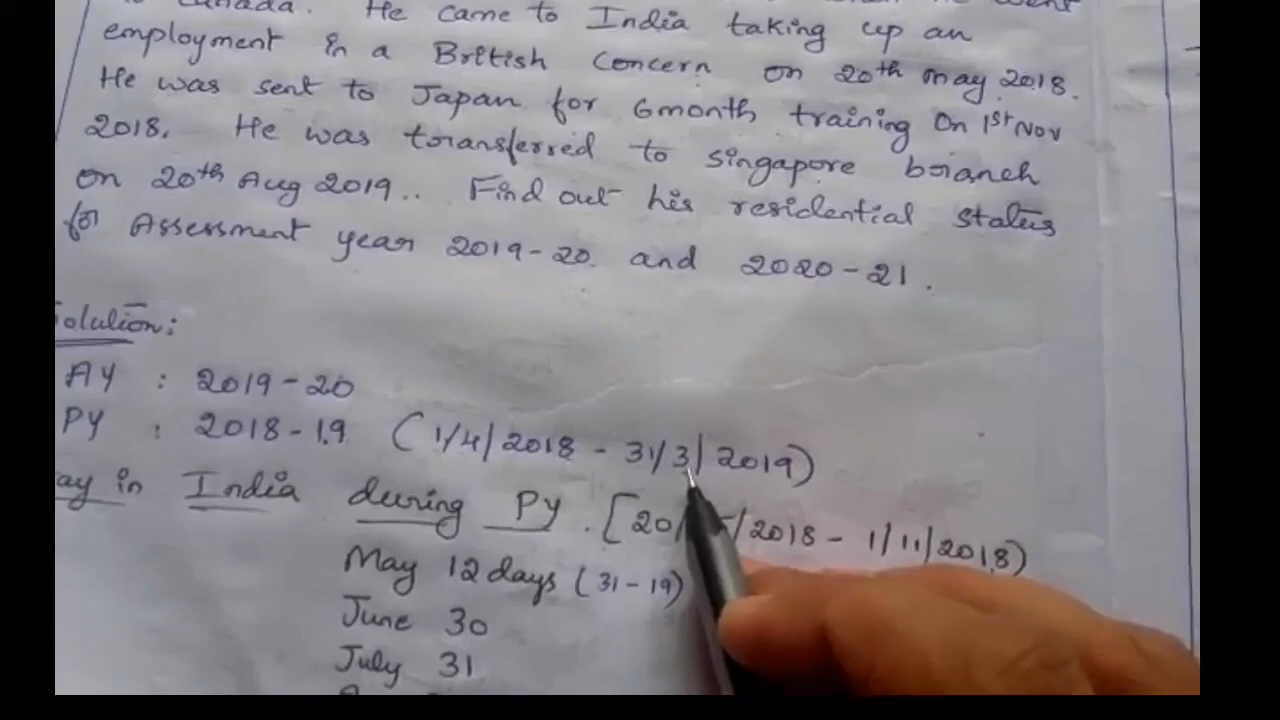 Canada. He came to India taking up an
employment in a British Concern on 20th may 2018.
He was sent to Japan for 6month training on 1st Nov
2018. He was transferred to Singapore branch
on 20th Aug 2019.. Find out his residential status
for Assessment year 2019-20. and 2020-21.
Solution:
AY : 2019-20
PY : 2018-19 (1/4/2018 - 31/3/2019)
ay in India during PY. [20/ /2018 - 1/11/2018)
May 12 days (31-19)
June 30
July 31